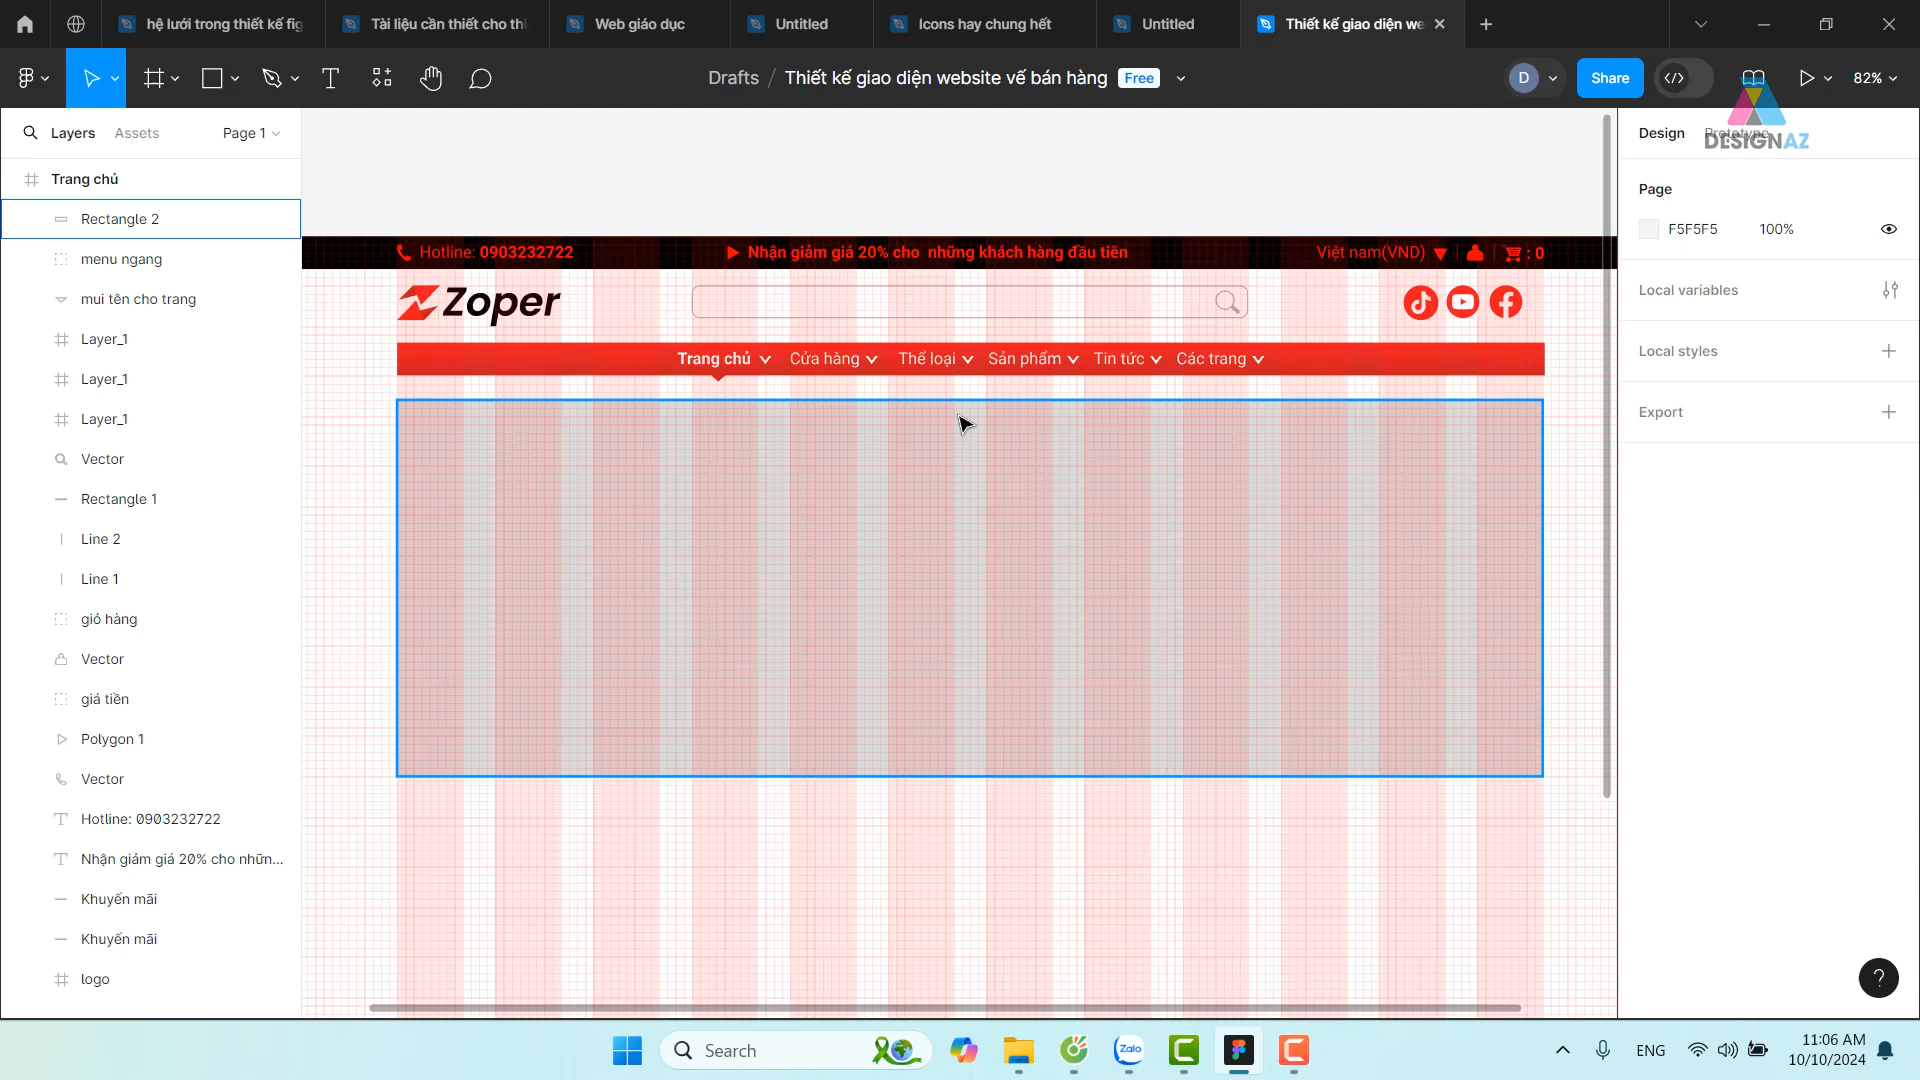 hệ lưới trong thiết kế fig
Tài liệu cần thiết cho thi
Web giáo dục
Untitled
Icons hay chung hết
Untitled
Thiết kế giao diện we
Drafts / Thiết kế giao diện website vế bán hàng Free
D
Share
82%
Layers Assets Page 1
Design Prototype
DESIGNAZ
Trang chủ
Rectangle 2
menu ngang
mui tên cho trang
Layer_1
Layer_1
Layer_1
Vector
Rectangle 1
Line 2
Line 1
giỏ hàng
Vector
giá tiền
Polygon 1
Vector
Hotline: 0903232722
Nhận giảm giá 20% cho nhữn...
Khuyến mãi
Khuyến mãi
logo
Hotline: 0903232722
Nhận giảm giá 20% cho những khách hàng đầu tiên
Việt nam(VND)
: 0
Zoper
Trang chủ Cửa hàng Thể loại Sản phẩm Tin tức Các trang
Page
F5F5F5 100%
Local variables
Local styles
Export
?
Search
Zalo
ENG
11:06 AM
10/10/2024